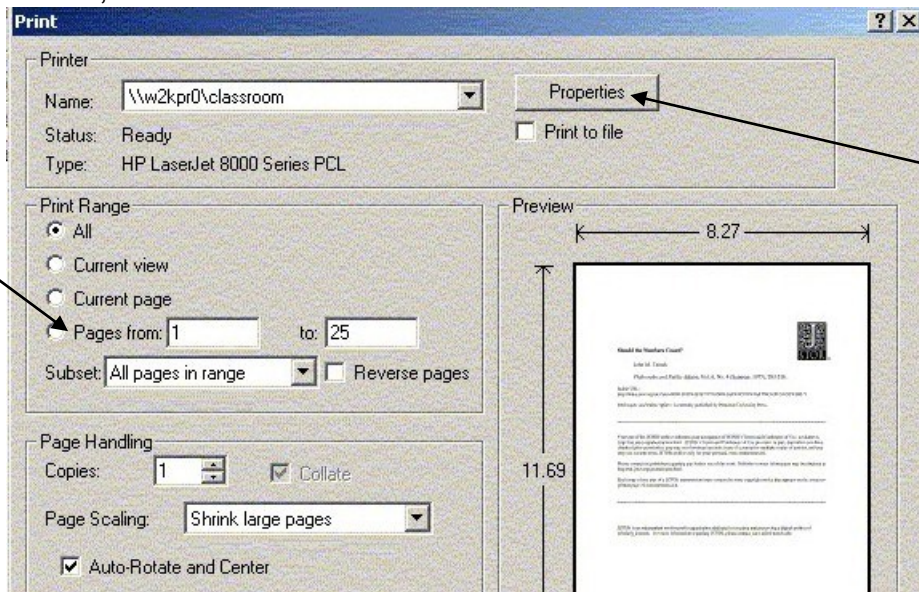 Print
Printer
Name: \\w2kpr0\classroom
Properties
Status: Ready
Print to file
Type: HP LaserJet 8000 Series PCL
Print Range
All
Current view
Current page
Pages from: 1 to: 25
Subset: All pages in range
Reverse pages
Page Handling
Copies: 1
Collate
Page Scaling: Shrink large pages
Auto-Rotate and Center
Preview
8.27
11.69
Should the Numbers Count?
John M. Taurek
JSTOR